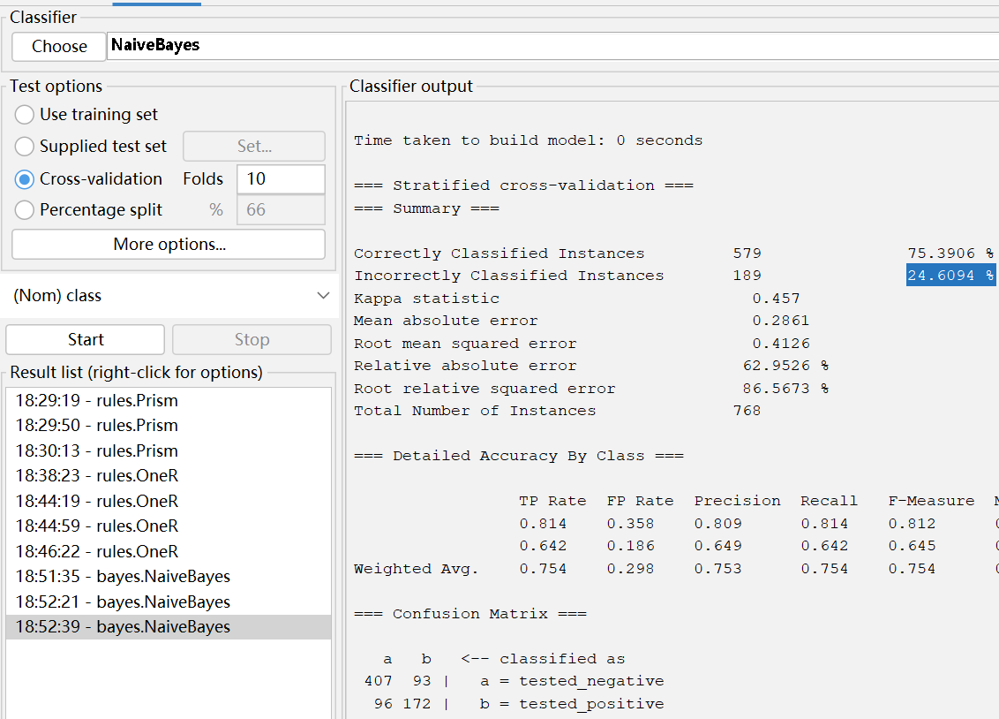 Classifier
Choose NaiveBayes
Test options
Use training set
Supplied test set Set...
Cross-validation Folds 10
Percentage split % 66
More options...
(Nom) class
Start Stop
Result list (right-click for options)
18:29:19 - rules.Prism
18:29:50 - rules.Prism
18:30:13 - rules.Prism
18:38:23 - rules.OneR
18:44:19 - rules.OneR
18:44:59 - rules.OneR
18:46:22 - rules.OneR
18:51:35 - bayes.NaiveBayes
18:52:21 - bayes.NaiveBayes
18:52:39 - bayes.NaiveBayes
Classifier output
Time taken to build model: 0 seconds
=== Stratified cross-validation ===
=== Summary ===
Correctly Classified Instances 579 75.3906 %
Incorrectly Classified Instances 189 24.6094 %
Kappa statistic 0.457
Mean absolute error 0.2861
Root mean squared error 0.4126
Relative absolute error 62.9526 %
Root relative squared error 86.5673 %
Total Number of Instances 768
=== Detailed Accuracy By Class ===
TP Rate FP Rate Precision Recall F-Measure
0.814 0.358 0.809 0.814 0.812
0.642 0.186 0.649 0.642 0.645
Weighted Avg. 0.754 0.298 0.753 0.754 0.754
=== Confusion Matrix ===
a b <-- classified as
407 93 | a = tested_negative
96 172 | b = tested_positive